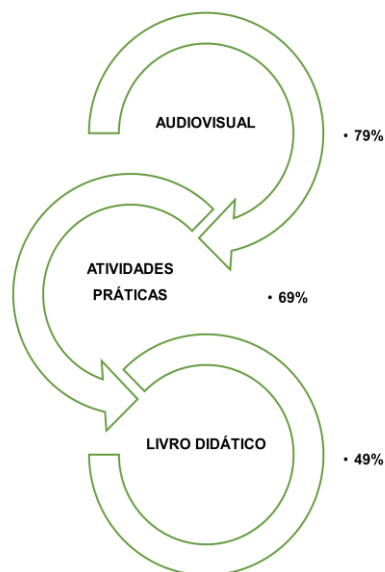 AUDIOVISUAL
• 79%
ATIVIDADES
PRÁTICAS
• 69%
LIVRO DIDÁTICO
• 49%